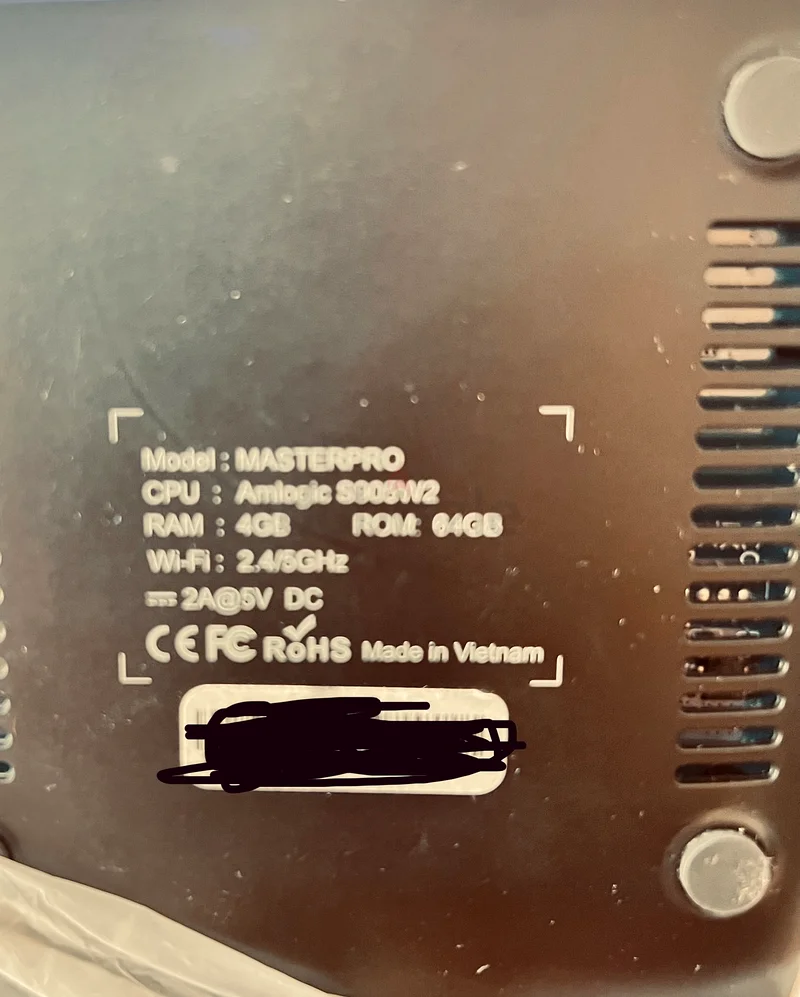 Model : MASTERPRO
CPU : Amlogic S905W2
RAM : 4GB ROM: 64GB
Wi-Fi : 2.4/5GHz
⎓ 2A@5V DC
CE FC RoHS Made in Vietnam